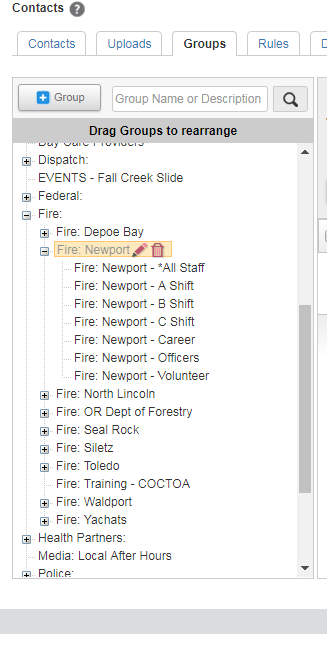 Contacts ?
Contacts Uploads Groups Rules D
Group Group Name or Description
Drag Groups to rearrange
Day Care Providers
Dispatch:
EVENTS - Fall Creek Slide
Federal:
Fire:
Fire: Depoe Bay
Fire: Newport
Fire: Newport - *All Staff
Fire: Newport - A Shift
Fire: Newport - B Shift
Fire: Newport - C Shift
Fire: Newport - Career
Fire: Newport - Officers
Fire: Newport - Volunteer
Fire: North Lincoln
Fire: OR Dept of Forestry
Fire: Seal Rock
Fire: Siletz
Fire: Toledo
Fire: Training - COCTOA
Fire: Waldport
Fire: Yachats
Health Partners:
Media: Local After Hours
Police: